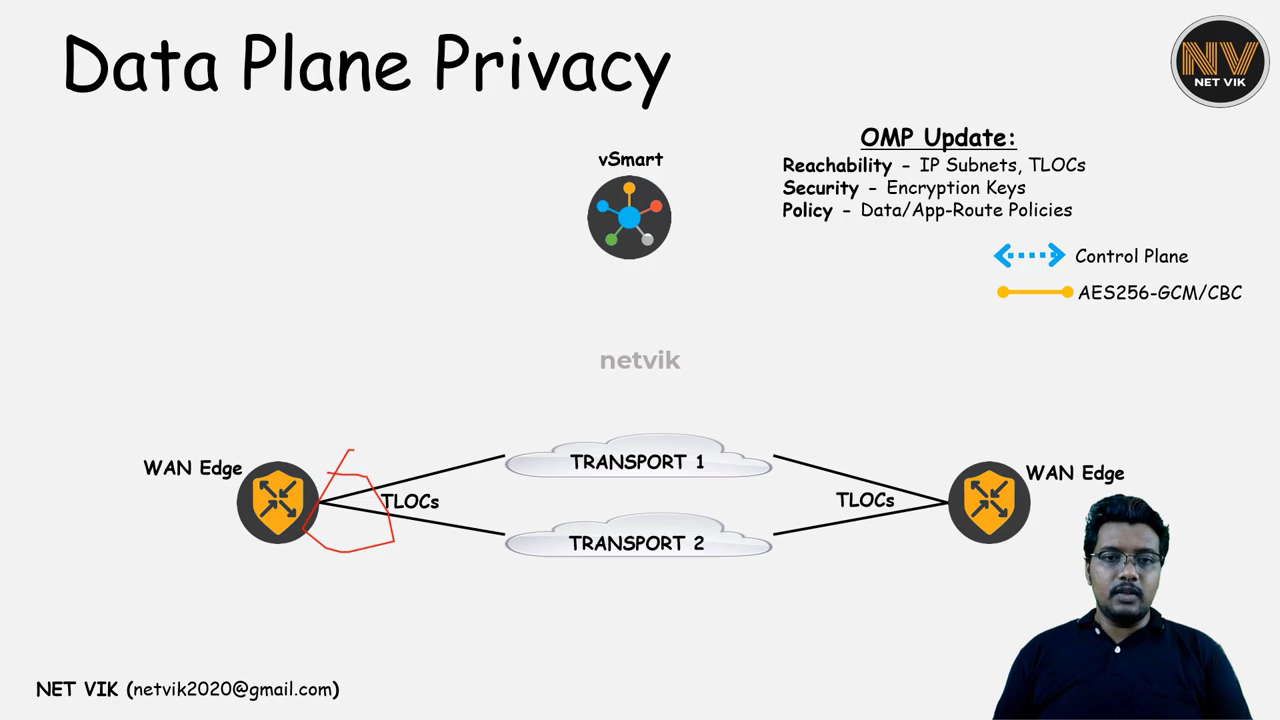 Data Plane Privacy
NV
NET VIK
OMP Update:
vSmart
Reachability – IP Subnets, TLOCs
Security – Encryption Keys
Policy – Data/App-Route Policies
Control Plane
AES256-GCM/CBC
netvik
WAN Edge
TRANSPORT 1
WAN Edge
TLOCs
TLOCs
TRANSPORT 2
NET VIK (netvik2020@gmail.com)